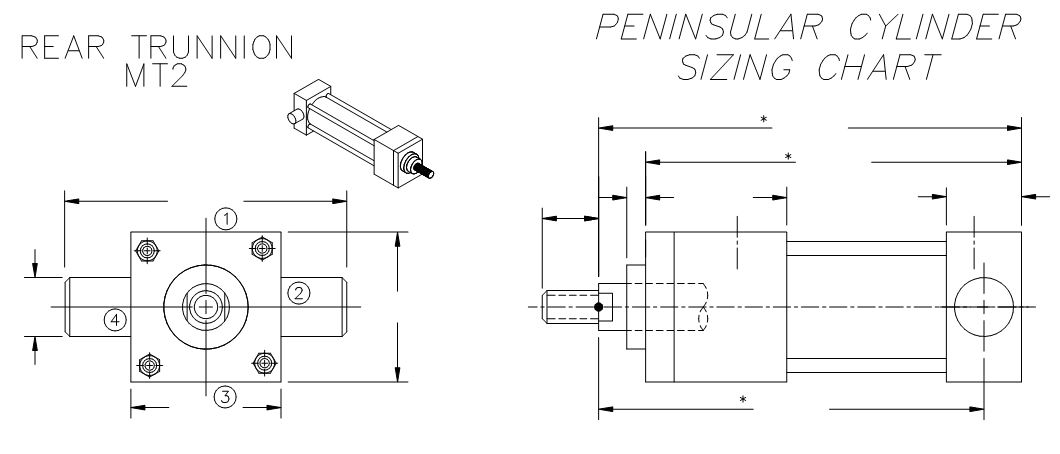 REAR TRUNNION
MT2
PENINSULAR CYLINDER
SIZING CHART
*
*
1
2
4
3
*